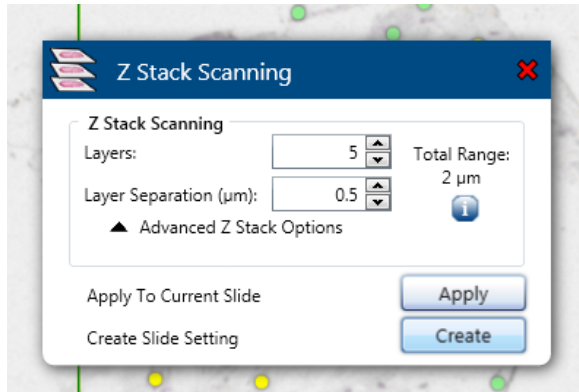 Z Stack Scanning
Z Stack Scanning
Layers: 5 Total Range:
2 µm
Layer Separation (µm): 0.5
i
Advanced Z Stack Options
Apply To Current Slide Apply
Create Slide Setting Create